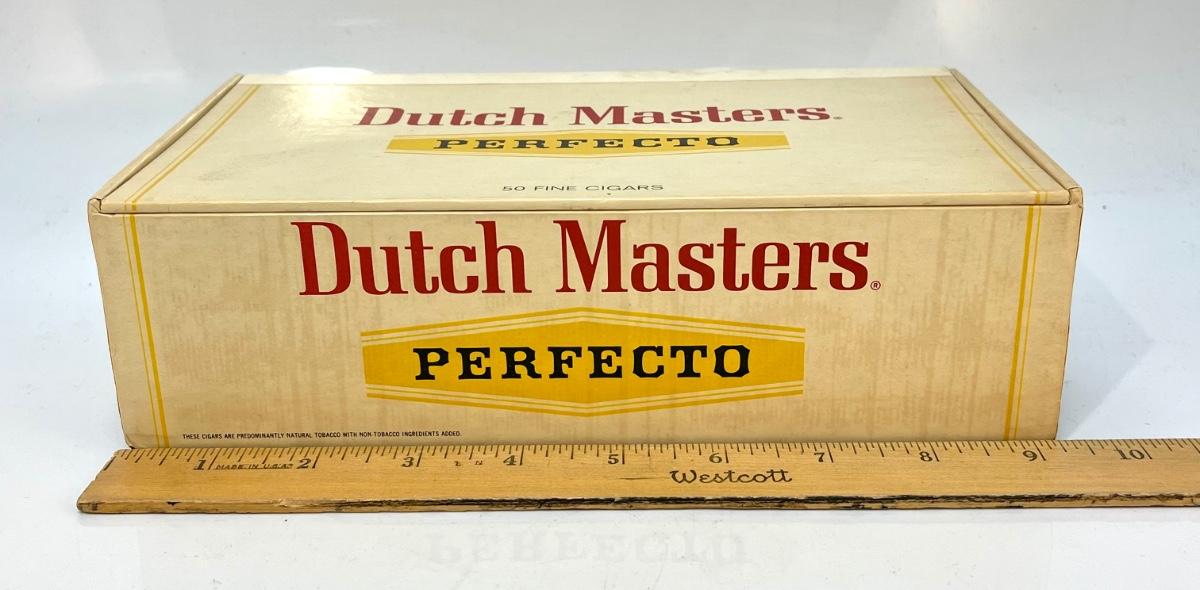 Dutch Masters®
PERFECTO
50 FINE CIGARS
Dutch Masters®
PERFECTO
THESE CIGARS ARE PREDOMINANTLY NATURAL TOBACCO WITH NON-TOBACCO INGREDIENTS ADDED.
1 2 3 4 5 6 7 8 9 10
MADE IN U.S.A.
Westcott